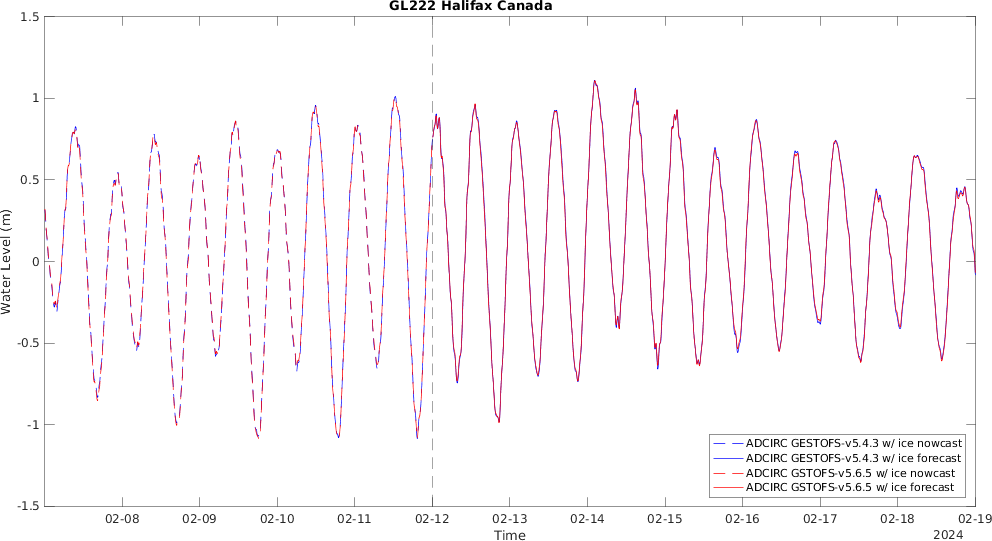 GL222 Halifax Canada
1.5
1
0.5
0
-0.5
-1
-1.5
Water Level (m)
ADCIRC GESTOFS-v5.4.3 w/ ice nowcast
ADCIRC GESTOFS-v5.4.3 w/ ice forecast
ADCIRC GSTOFS-v5.6.5 w/ ice nowcast
ADCIRC GSTOFS-v5.6.5 w/ ice forecast
02-08 02-09 02-10 02-11 02-12 02-13 02-14 02-15 02-16 02-17 02-18 02-19
Time
2024